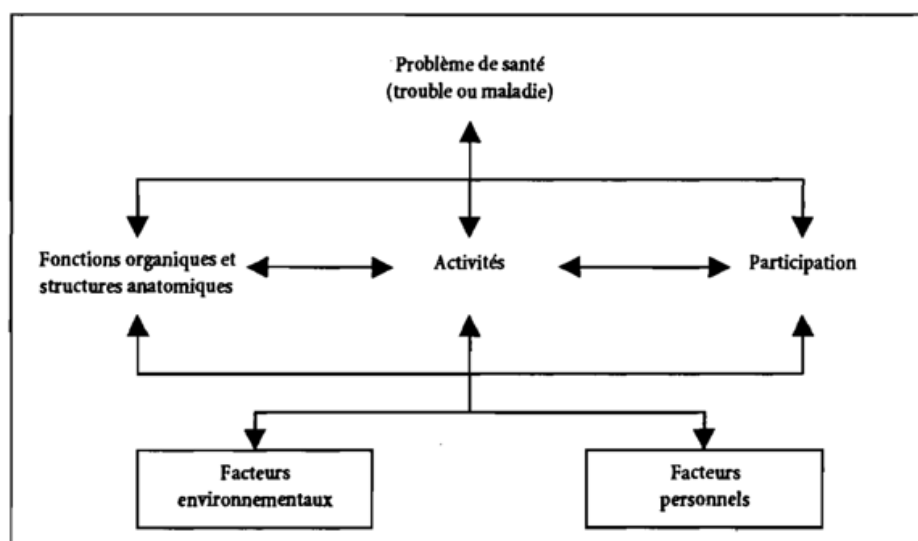 Problème de santé
(trouble ou maladie)
Fonctions organiques et
structures anatomiques
Activités
Participation
Facteurs
environnementaux
Facteurs
personnels